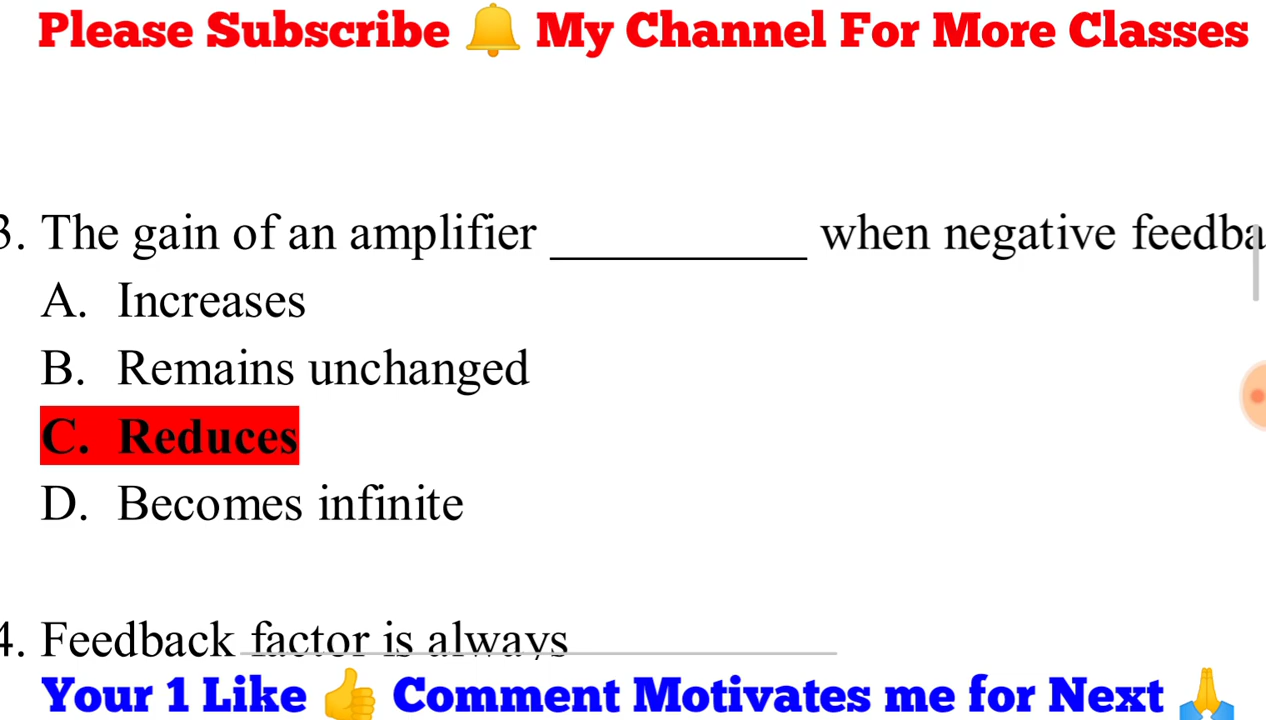 Please Subscribe 🔔 My Channel For More Classes
3. The gain of an amplifier __________ when negative feedba
A. Increases
B. Remains unchanged
C. Reduces
D. Becomes infinite
4. Feedback factor is always
Your 1 Like 👍 Comment Motivates me for Next 🙏